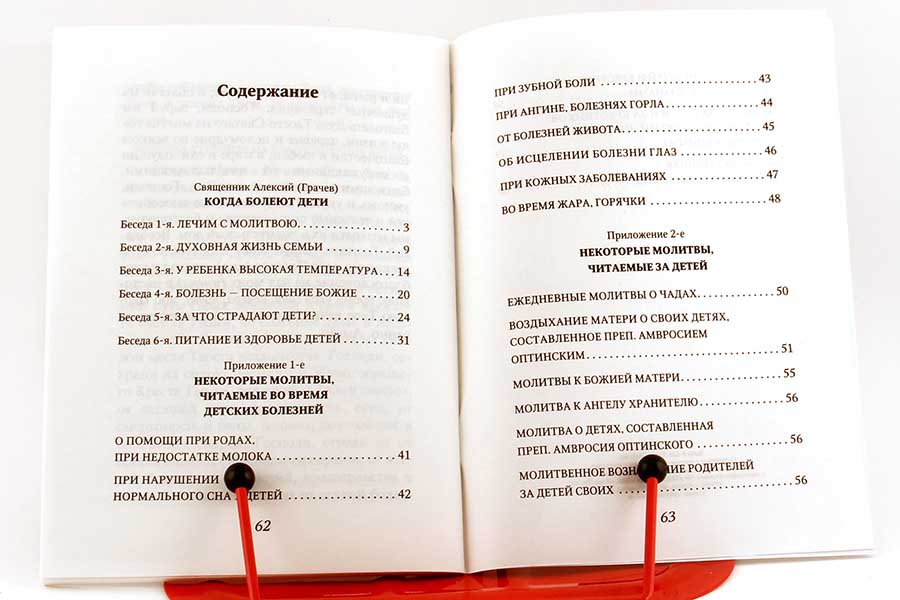 Содержание
Священник Алексий (Грачев)
КОГДА БОЛЕЮТ ДЕТИ
Беседа 1-я. ЛЕЧИМ С МОЛИТВОЮ. . . . . . . . . . . . . . . . . . 3
Беседа 2-я. ДУХОВНАЯ ЖИЗНЬ СЕМЬИ . . . . . . . . . . . . . 9
Беседа 3-я. У РЕБЕНКА ВЫСОКАЯ ТЕМПЕРАТУРА . . . 14
Беседа 4-я. БОЛЕЗНЬ — ПОСЕЩЕНИЕ БОЖИЕ . . . . . . 20
Беседа 5-я. ЗА ЧТО СТРАДАЮТ ДЕТИ? . . . . . . . . . . . . . 24
Беседа 6-я. ПИТАНИЕ И ЗДОРОВЬЕ ДЕТЕЙ . . . . . . . . . 31
Приложение 1-е
НЕКОТОРЫЕ МОЛИТВЫ,
ЧИТАЕМЫЕ ВО ВРЕМЯ
ДЕТСКИХ БОЛЕЗНЕЙ
О ПОМОЩИ ПРИ РОДАХ,
ПРИ НЕДОСТАТКЕ МОЛОКА . . . . . . . . . . . . . . . . . . . . 41
ПРИ НАРУШЕНИИ
НОРМАЛЬНОГО СНА ДЕТЕЙ . . . . . . . . . . . . . . . . . . 42
62
ПРИ ЗУБНОЙ БОЛИ . . . . . . . . . . . . . . . . . . . . . . . . . . 43
ПРИ АНГИНЕ, БОЛЕЗНЯХ ГОРЛА . . . . . . . . . . . . . . . . 44
ОТ БОЛЕЗНЕЙ ЖИВОТА. . . . . . . . . . . . . . . . . . . . . . . 45
ОБ ИСЦЕЛЕНИИ БОЛЕЗНИ ГЛАЗ . . . . . . . . . . . . . . . 46
ПРИ КОЖНЫХ ЗАБОЛЕВАНИЯХ . . . . . . . . . . . . . . . . 47
ВО ВРЕМЯ ЖАРА, ГОРЯЧКИ . . . . . . . . . . . . . . . . . . . . 48
Приложение 2-е
НЕКОТОРЫЕ МОЛИТВЫ,
ЧИТАЕМЫЕ ЗА ДЕТЕЙ
ЕЖЕДНЕВНЫЕ МОЛИТВЫ О ЧАДАХ. . . . . . . . . . . . . 50
ВОЗДЫХАНИЕ МАТЕРИ О СВОИХ ДЕТЯХ,
СОСТАВЛЕННОЕ ПРЕП. АМВРОСИЕМ
ОПТИНСКИМ. . . . . . . . . . . . . . . . . . . . . . . . . . . . . . . 51
МОЛИТВЫ К БОЖИЕЙ МАТЕРИ. . . . . . . . . . . . . . . . 55
МОЛИТВА К АНГЕЛУ ХРАНИТЕЛЮ . . . . . . . . . . . . . . 56
МОЛИТВА О ДЕТЯХ, СОСТАВЛЕННАЯ
ПРЕП. АМВРОСИЯ ОПТИНСКОГО . . . . . . . . . . . . . . . 56
МОЛИТВЕННОЕ РОДИТЕЛЕЙ
ЗА ДЕТЕЙ СВОИХ . . . . . . . . . . . . . . . . . . . . . . . . . . . 56
63